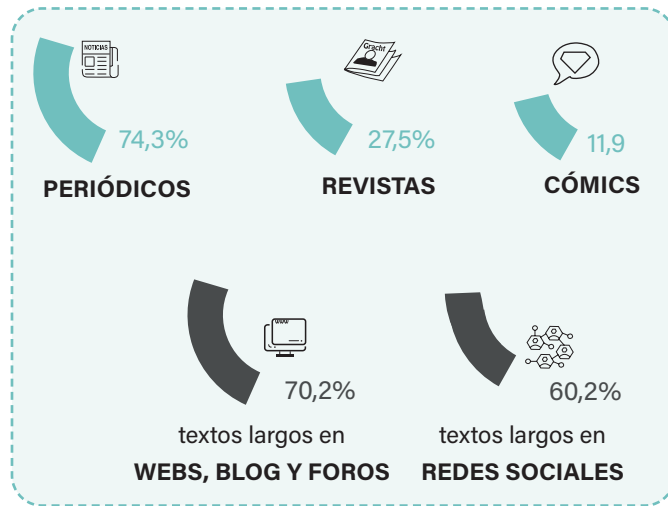 NOTICIAS
Gracht
74,3%
27,5%
11,9
PERIÓDICOS
REVISTAS
CÓMICS
WWW
70,2%
60,2%
textos largos en
WEBS, BLOG Y FOROS
textos largos en
REDES SOCIALES